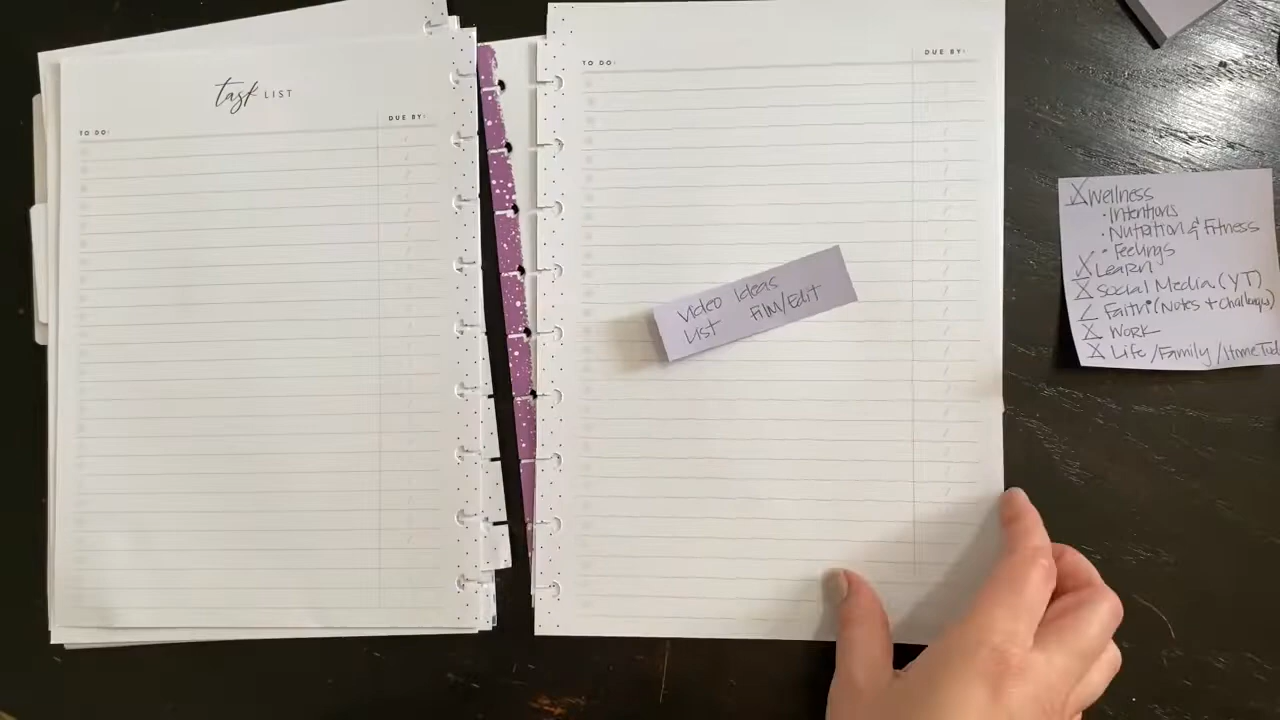 task LIST
TO DO:
DUE BY:
TO DO:
DUE BY:
Video Ideas
List Film/Edit
X Wellness
• Intentions
• Nutrition & Fitness
• Feelings
X Learn
X Social Media (YT)
Faith (Notes + Challenges)
X Work
X Life/Family/Home